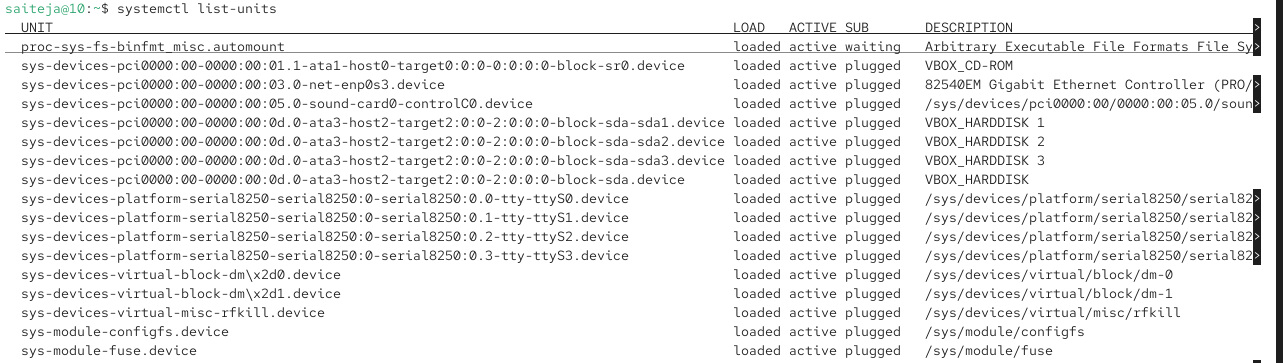 saiteja@10:~$ systemctl list-units
UNIT LOAD ACTIVE SUB DESCRIPTION >
proc-sys-fs-binfmt_misc.automount loaded active waiting Arbitrary Executable File Formats File Sy>
sys-devices-pci0000:00-0000:00:01.1-ata1-host0-target0:0:0-0:0:0:0-block-sr0.device loaded active plugged VBOX_CD-ROM
sys-devices-pci0000:00-0000:00:03.0-net-enp0s3.device loaded active plugged 82540EM Gigabit Ethernet Controller (PRO/>
sys-devices-pci0000:00-0000:00:05.0-sound-card0-controlC0.device loaded active plugged /sys/devices/pci0000:00/0000:00:05.0/soun>
sys-devices-pci0000:00-0000:00:0d.0-ata3-host2-target2:0:0-2:0:0:0-block-sda-sda1.device loaded active plugged VBOX_HARDDISK 1
sys-devices-pci0000:00-0000:00:0d.0-ata3-host2-target2:0:0-2:0:0:0-block-sda-sda2.device loaded active plugged VBOX_HARDDISK 2
sys-devices-pci0000:00-0000:00:0d.0-ata3-host2-target2:0:0-2:0:0:0-block-sda-sda3.device loaded active plugged VBOX_HARDDISK 3
sys-devices-pci0000:00-0000:00:0d.0-ata3-host2-target2:0:0-2:0:0:0-block-sda.device loaded active plugged VBOX_HARDDISK
sys-devices-platform-serial8250-serial8250:0-serial8250:0.0-tty-ttyS0.device loaded active plugged /sys/devices/platform/serial8250/serial82>
sys-devices-platform-serial8250-serial8250:0-serial8250:0.1-tty-ttyS1.device loaded active plugged /sys/devices/platform/serial8250/serial82>
sys-devices-platform-serial8250-serial8250:0-serial8250:0.2-tty-ttyS2.device loaded active plugged /sys/devices/platform/serial8250/serial82>
sys-devices-platform-serial8250-serial8250:0-serial8250:0.3-tty-ttyS3.device loaded active plugged /sys/devices/platform/serial8250/serial82>
sys-devices-virtual-block-dm\x2d0.device loaded active plugged /sys/devices/virtual/block/dm-0
sys-devices-virtual-block-dm\x2d1.device loaded active plugged /sys/devices/virtual/block/dm-1
sys-devices-virtual-misc-rfkill.device loaded active plugged /sys/devices/virtual/misc/rfkill
sys-module-configfs.device loaded active plugged /sys/module/configfs
sys-module-fuse.device loaded active plugged /sys/module/fuse